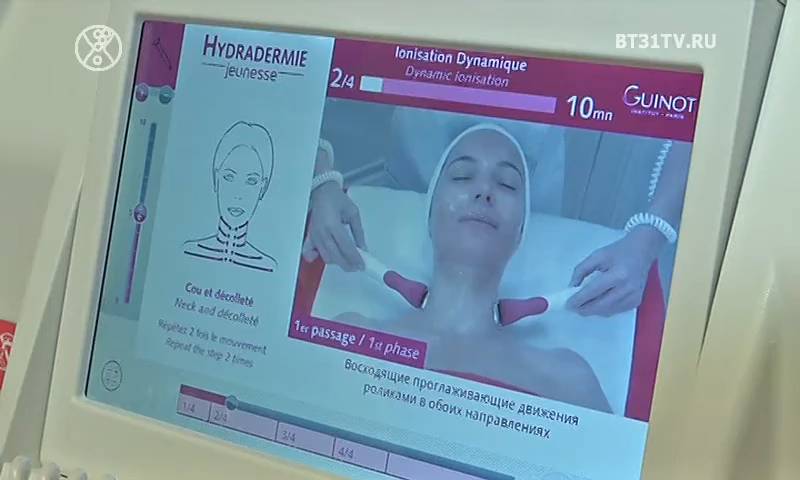 BT31TV.RU
HYDRADERMIE
jeunesse
Ionisation Dynamique
Dynamic ionisation
2/4
10mn
GUINOT
INSTITUT • PARIS
10
Cou et décolleté
Neck and décolleté
Répétez 2 fois le mouvement
Repeat the step 2 times
1er passage / 1st phase
Восходящие проглаживающие движения
роликами в обоих направлениях
1/4
2/4
3/4
4/4